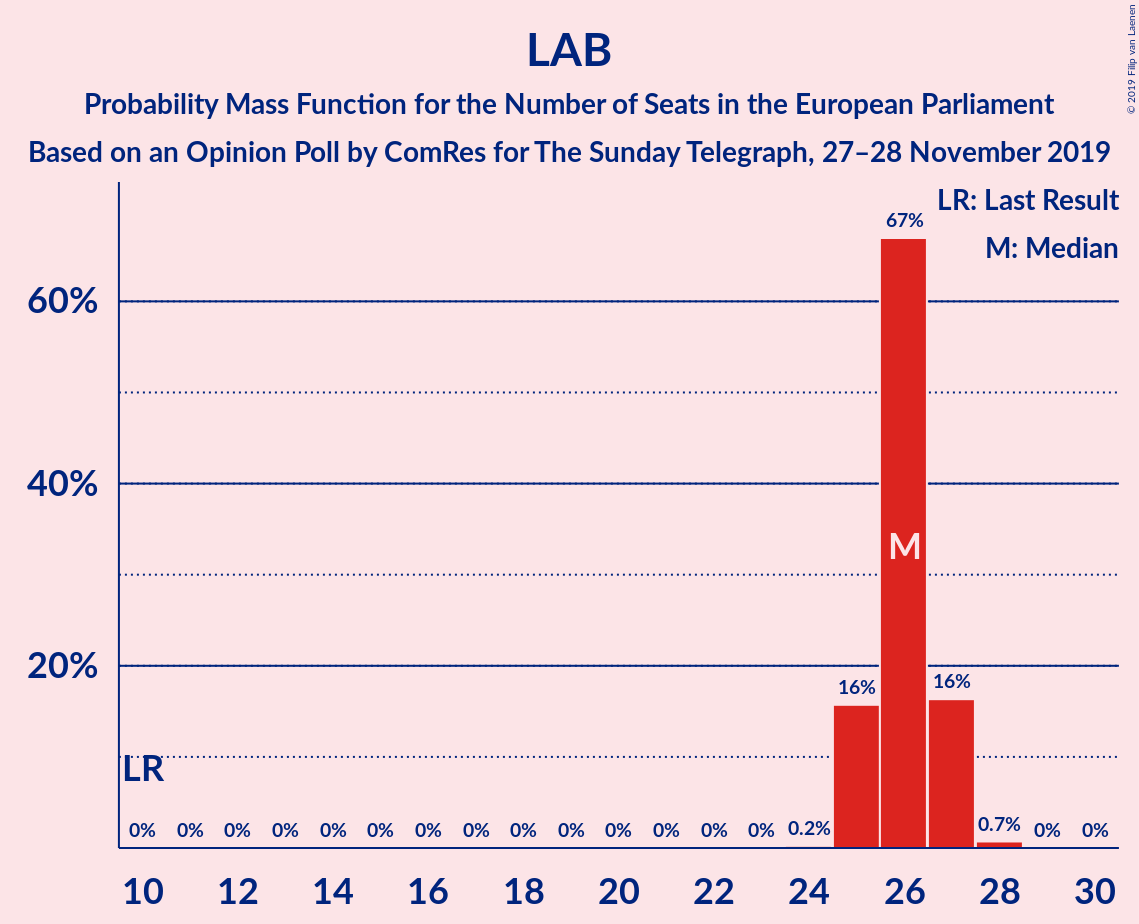 LAB
Probability Mass Function for the Number of Seats in the European Parliament
Based on an Opinion Poll by ComRes for The Sunday Telegraph, 27–28 November 2019
© 2019 Filip van Laenen
LR: Last Result
M: Median
67%
60%
40%
M
20%
16% 16%
LR
0% 0% 0% 0% 0% 0% 0% 0% 0% 0% 0% 0% 0% 0% 0.2% 0.7% 0% 0%
10 12 14 16 18 20 22 24 26 28 30